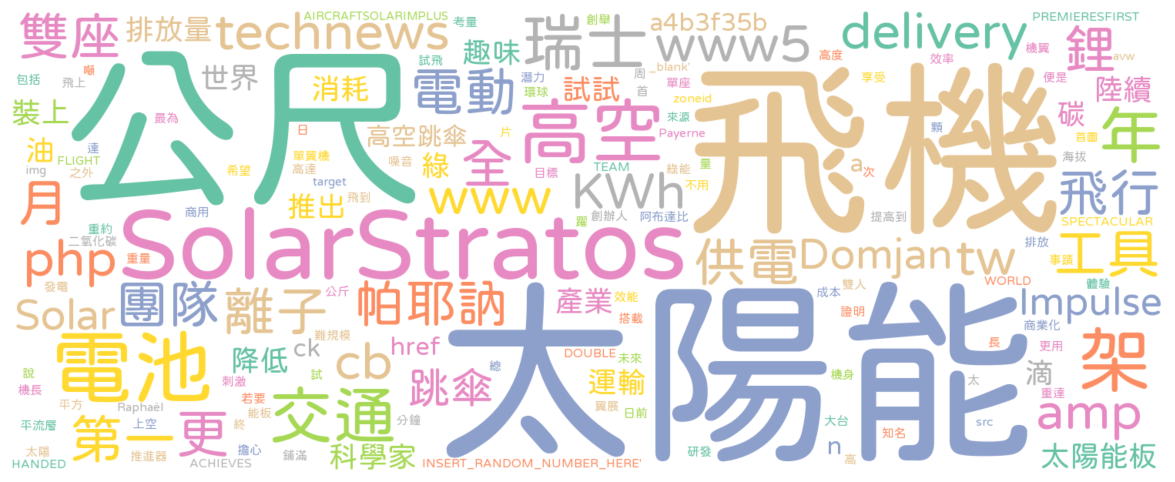 AIRCRAFTSOLARIMPLUS
考量
創舉
PREMIERESFIRST
雙座
排放量
technews
瑞士
a4b3f35b
www5
delivery
機翼
鋰
avw
飛上
噸
試飛
趣味
潛力
周
_blank'
單座
高度
效率
便是
包括
世界
消耗
電動
環球
試試
首
zoneid
享受
陸續
裝上
公尺
最為
日
高空跳傘
高空
片
來源
Payerne
飛機
顆
首圖
碳
年
油
達
FLIGHT
之外
img
希望
單翼機
高達
噪音
綠
全
TEAM
目標
綠能
量
a
次
海拔
月
商用
target
飛到
推出
www
KWh
不用
飛行
重約
二氧化碳
躍
創辦人
阿布達比
提高到
SPECTACULAR
php
重量
發電
SolarStratos
供電
Domjan
tw
排放
事蹟
工具
Solar
團隊
離子
公斤
帕耶訥
產業
效能
搭載
成本
雙人
證明
WORLD
體驗
Impulse
商業化
電池
降低
ck
難規模
cb
href
太陽能
DOUBLE
未來
總
長
更用
架
說
機長
刺激
試
跳傘
運輸
機身
滴
太
重達
平方
Raphaël
若要
能板
交通
分鐘
翼展
日前
大台
src
amp
平流層
上空
第一
更
終
知名
太陽
推進器
擔心
鋪滿
科學家
研發
n
高
太陽能板
HANDED
ACHIEVES
INSERT_RANDOM_NUMBER_HERE'